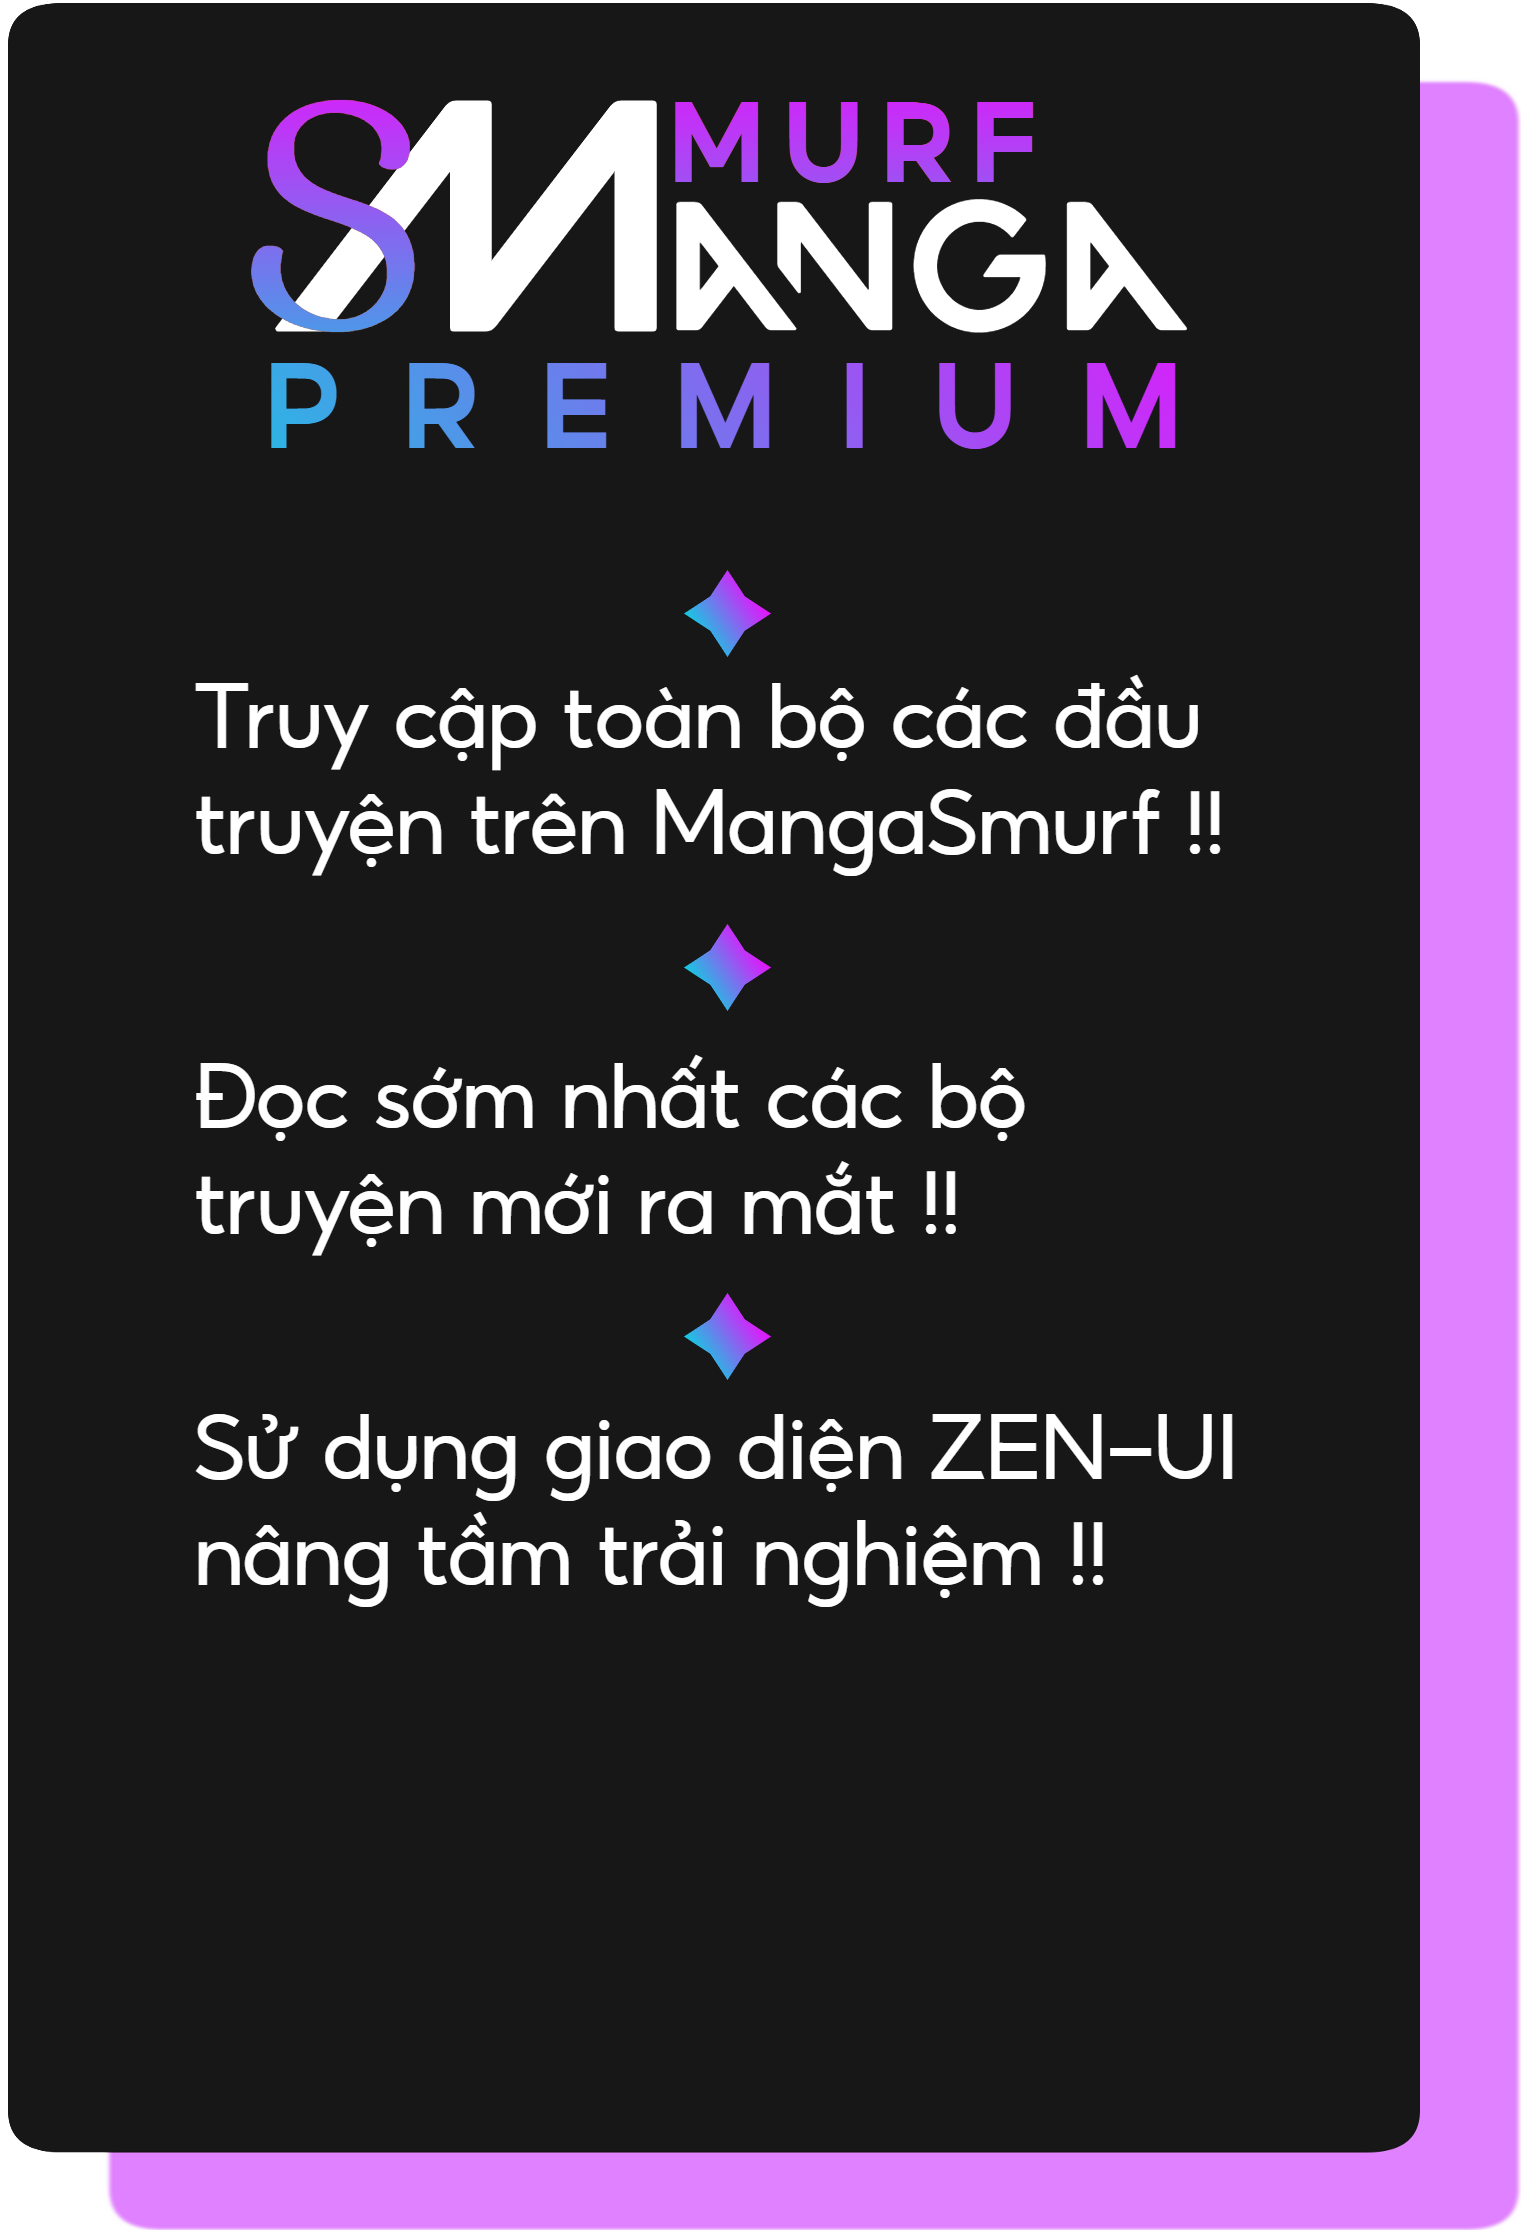 SMURF
MANGA
PREMIUM
Truy cập toàn bộ các đầu
truyện trên MangaSmurf !!
Đọc sớm nhất các bộ
truyện mới ra mắt !!
Sử dụng giao diện ZEN-UI
nâng tầm trải nghiệm !!